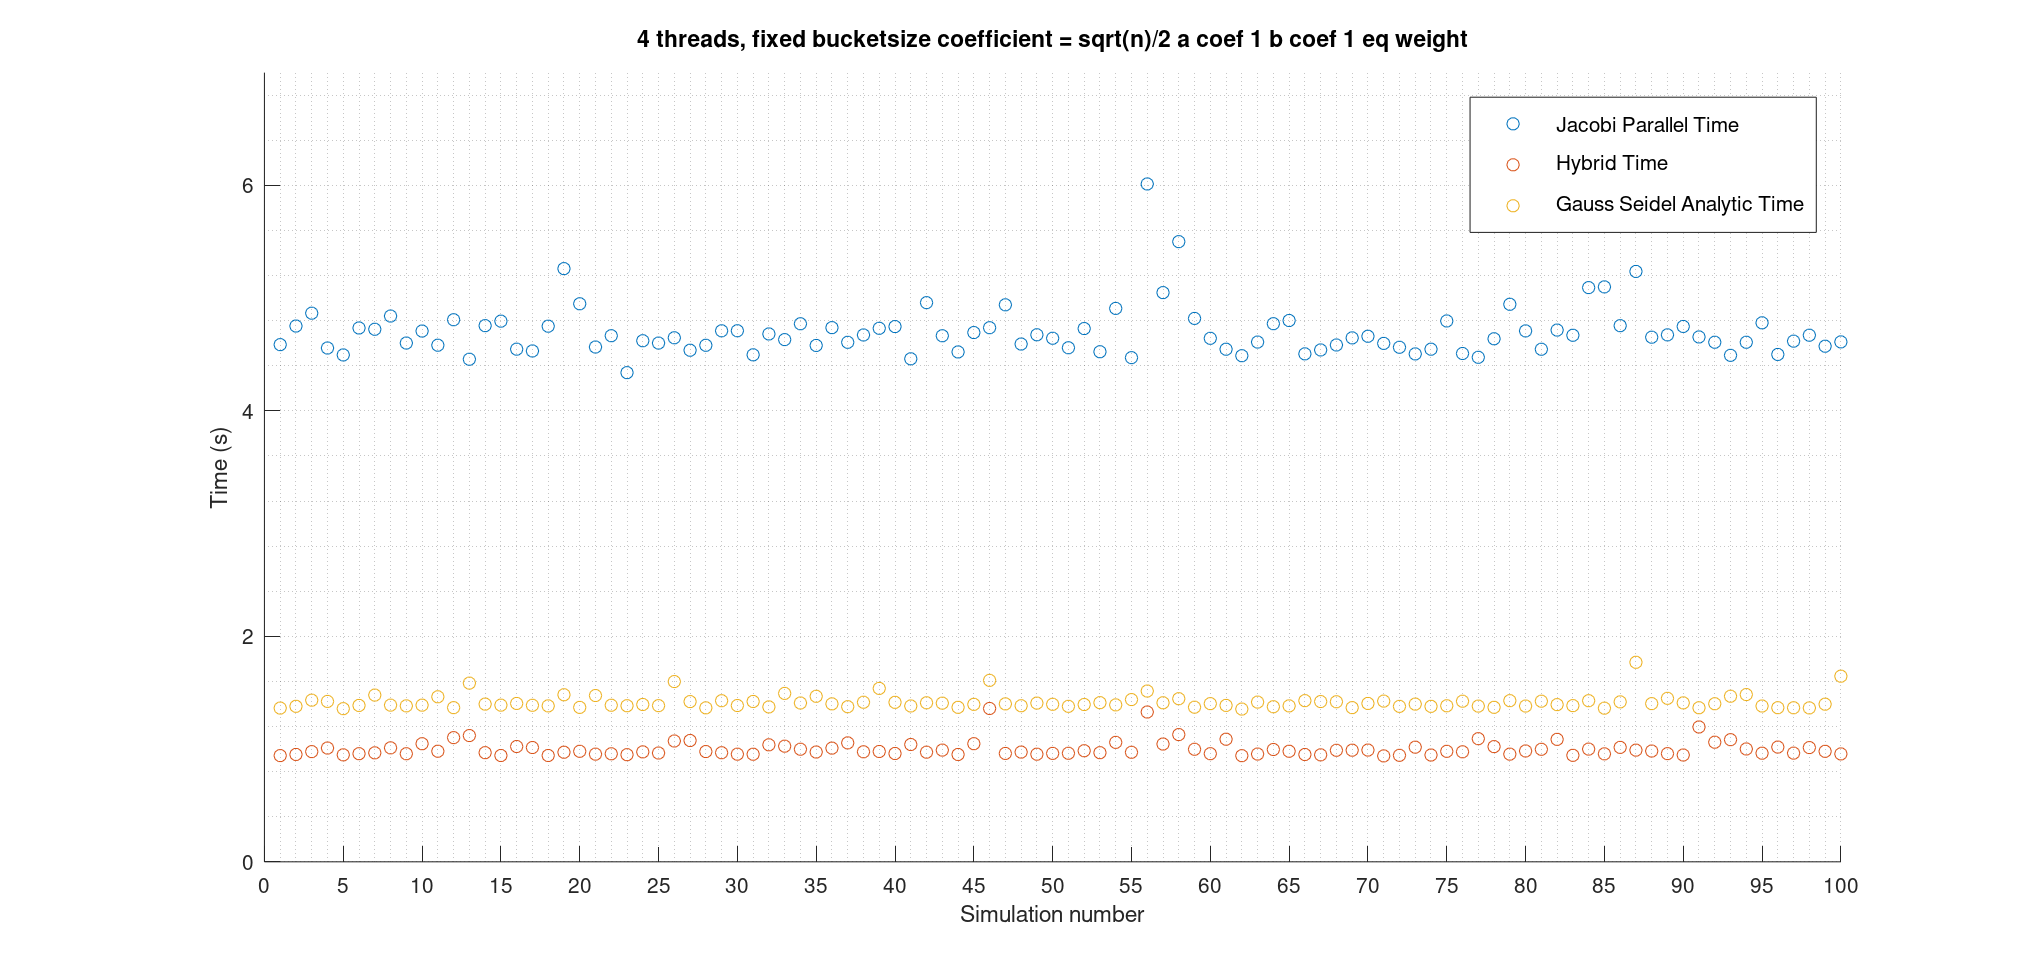 4 threads, fixed bucketsize coefficient = sqrt(n)/2 a coef 1 b coef 1 eq weight
Jacobi Parallel Time
Hybrid Time
Gauss Seidel Analytic Time
6
4
2
0
Time (s)
0 5 10 15 20 25 30 35 40 45 50 55 60 65 70 75 80 85 90 95 100
Simulation number